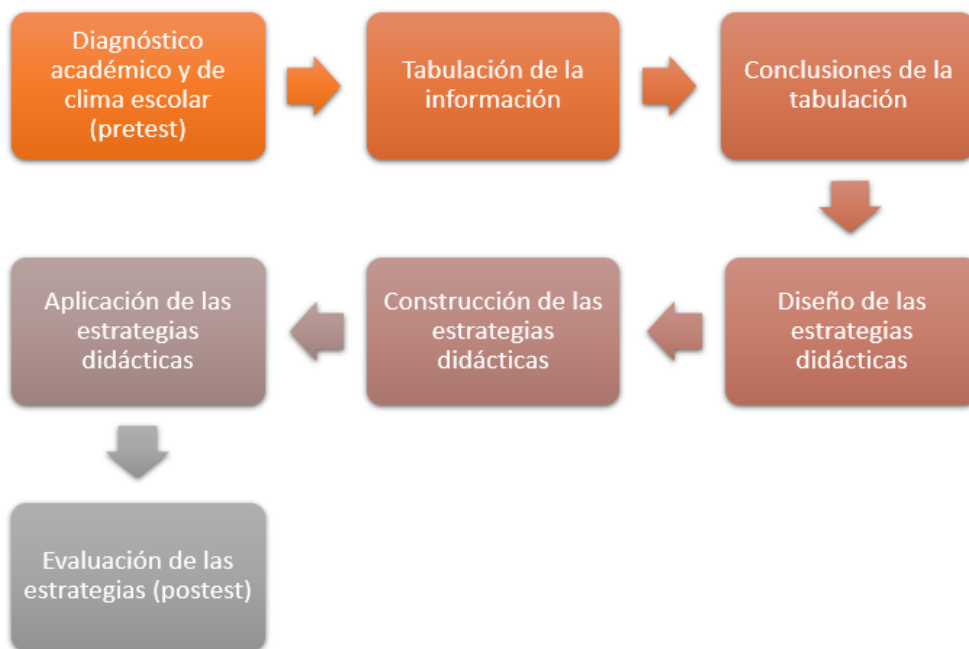 Diagnóstico
académico y de
clima escolar
(pretest)
Tabulación de la
información
Conclusiones de la
tabulación
Diseño de las
estrategias
didácticas
Construcción de las
estrategias
didácticas
Aplicación de las
estrategias
didácticas
Evaluación de las
estrategias (postest)